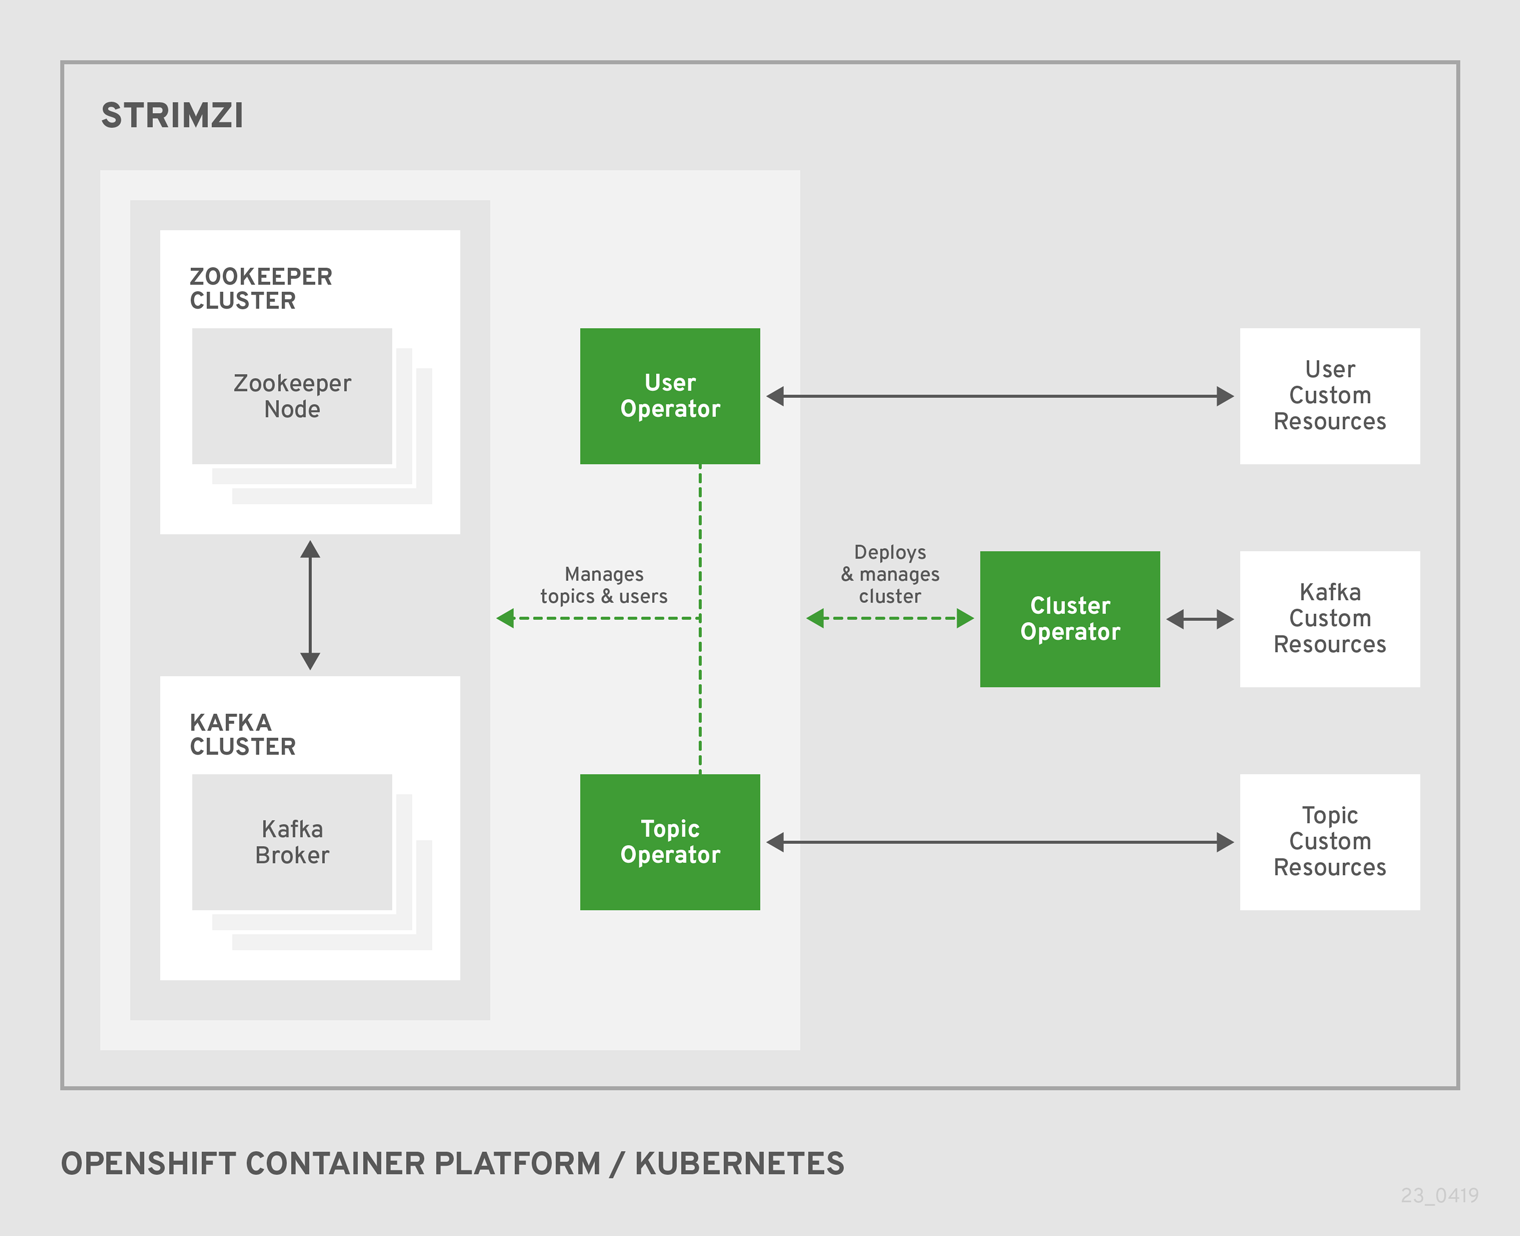 STRIMZI
ZOOKEEPER
CLUSTER
Zookeeper
Node
User
Operator
User
Custom
Resources
Manages
topics & users
Deploys
& manages
cluster
Cluster
Operator
Kafka
Custom
Resources
KAFKA
CLUSTER
Kafka
Broker
Topic
Operator
Topic
Custom
Resources
OPENSHIFT CONTAINER PLATFORM / KUBERNETES
23_0419